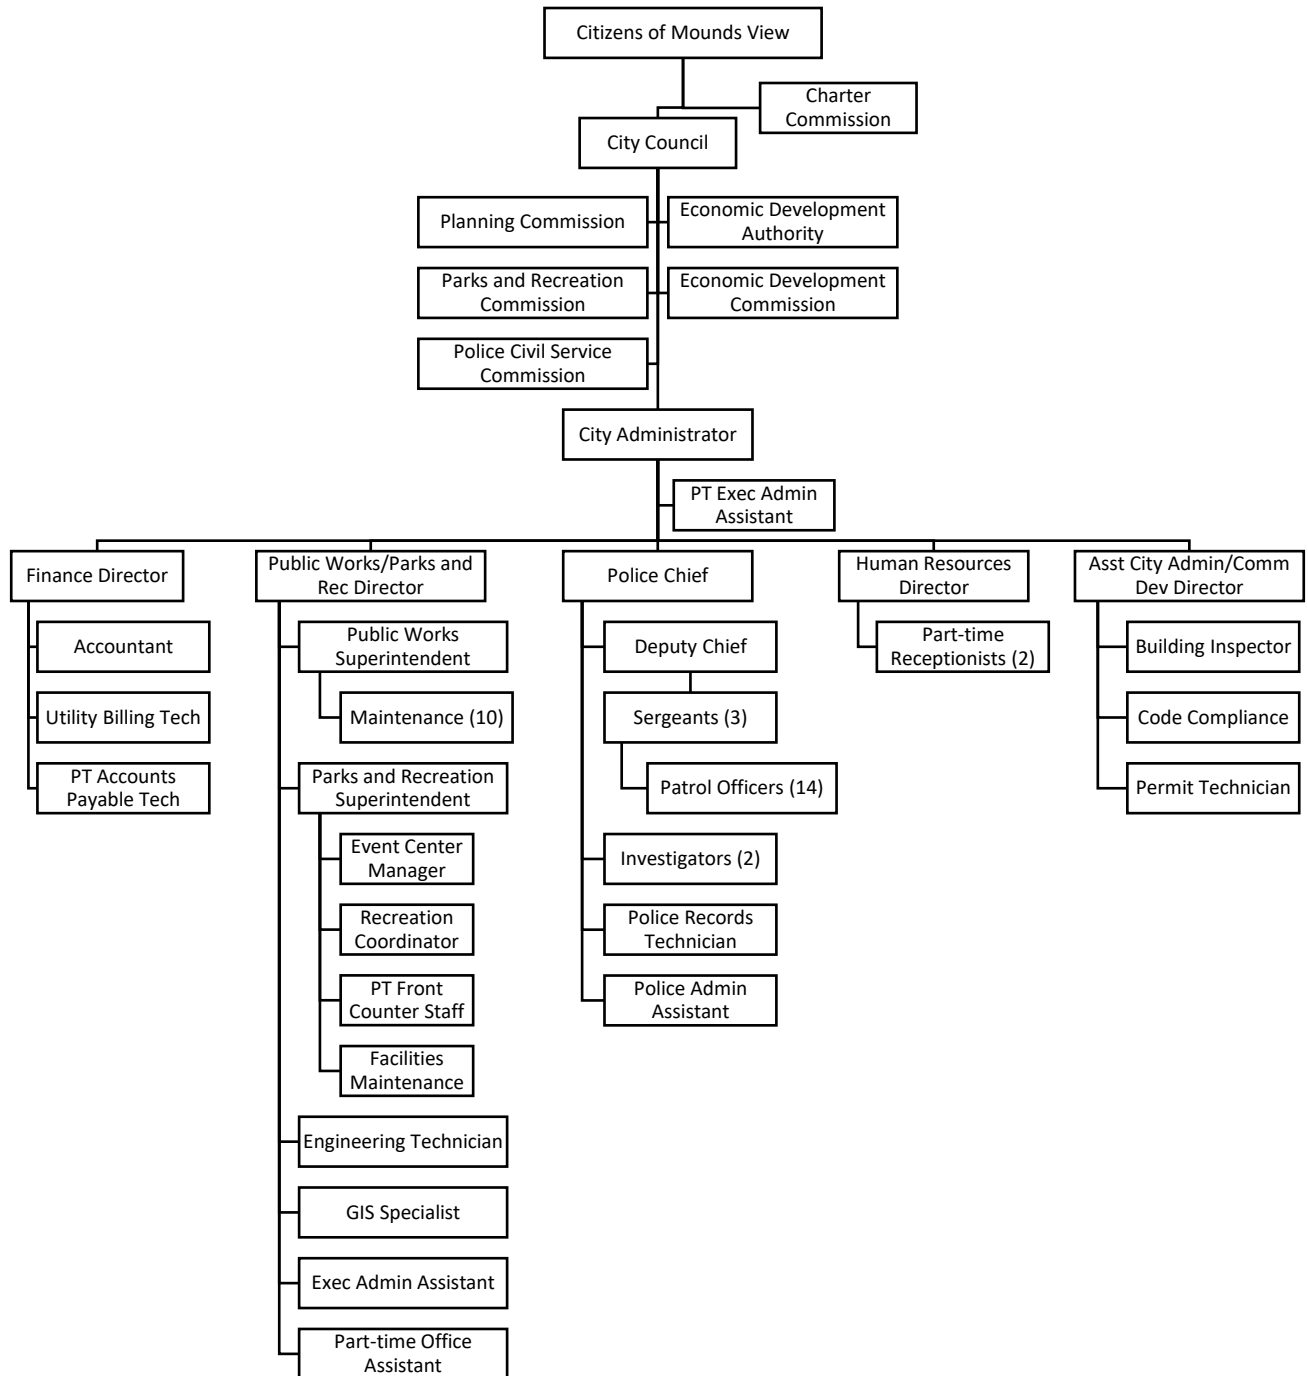 Citizens of Mounds View
Charter
Commission
City Council
Planning Commission
Economic Development
Authority
Parks and Recreation
Commission
Economic Development
Commission
Police Civil Service
Commission
City Administrator
PT Exec Admin
Assistant
Finance Director
Accountant
Utility Billing Tech
PT Accounts
Payable Tech
Public Works/Parks and
Rec Director
Public Works
Superintendent
Maintenance (10)
Parks and Recreation
Superintendent
Event Center
Manager
Recreation
Coordinator
PT Front
Counter Staff
Facilities
Maintenance
Engineering Technician
GIS Specialist
Exec Admin Assistant
Part-time Office
Assistant
Police Chief
Deputy Chief
Sergeants (3)
Patrol Officers (14)
Investigators (2)
Police Records
Technician
Police Admin
Assistant
Human Resources
Director
Part-time
Receptionists (2)
Asst City Admin/Comm
Dev Director
Building Inspector
Code Compliance
Permit Technician